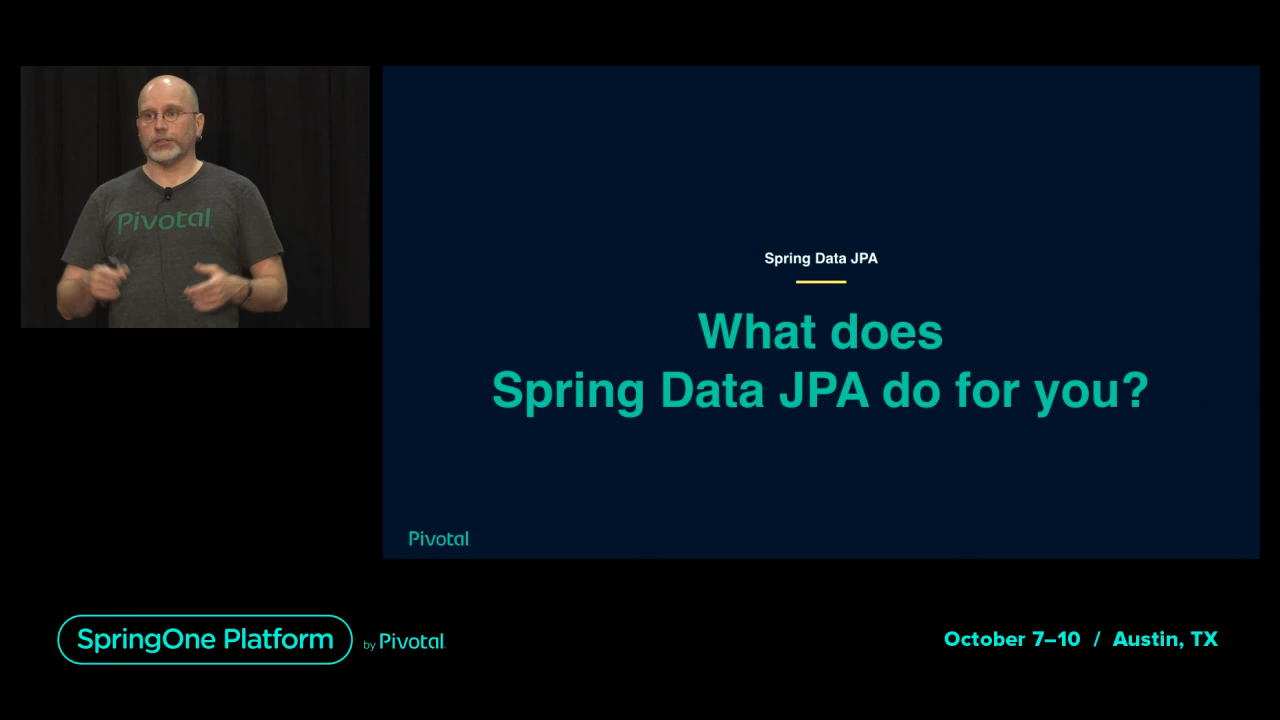 Pivotal
Spring Data JPA
What does
Spring Data JPA do for you?
Pivotal
SpringOne Platform by Pivotal
October 7–10 / Austin, TX